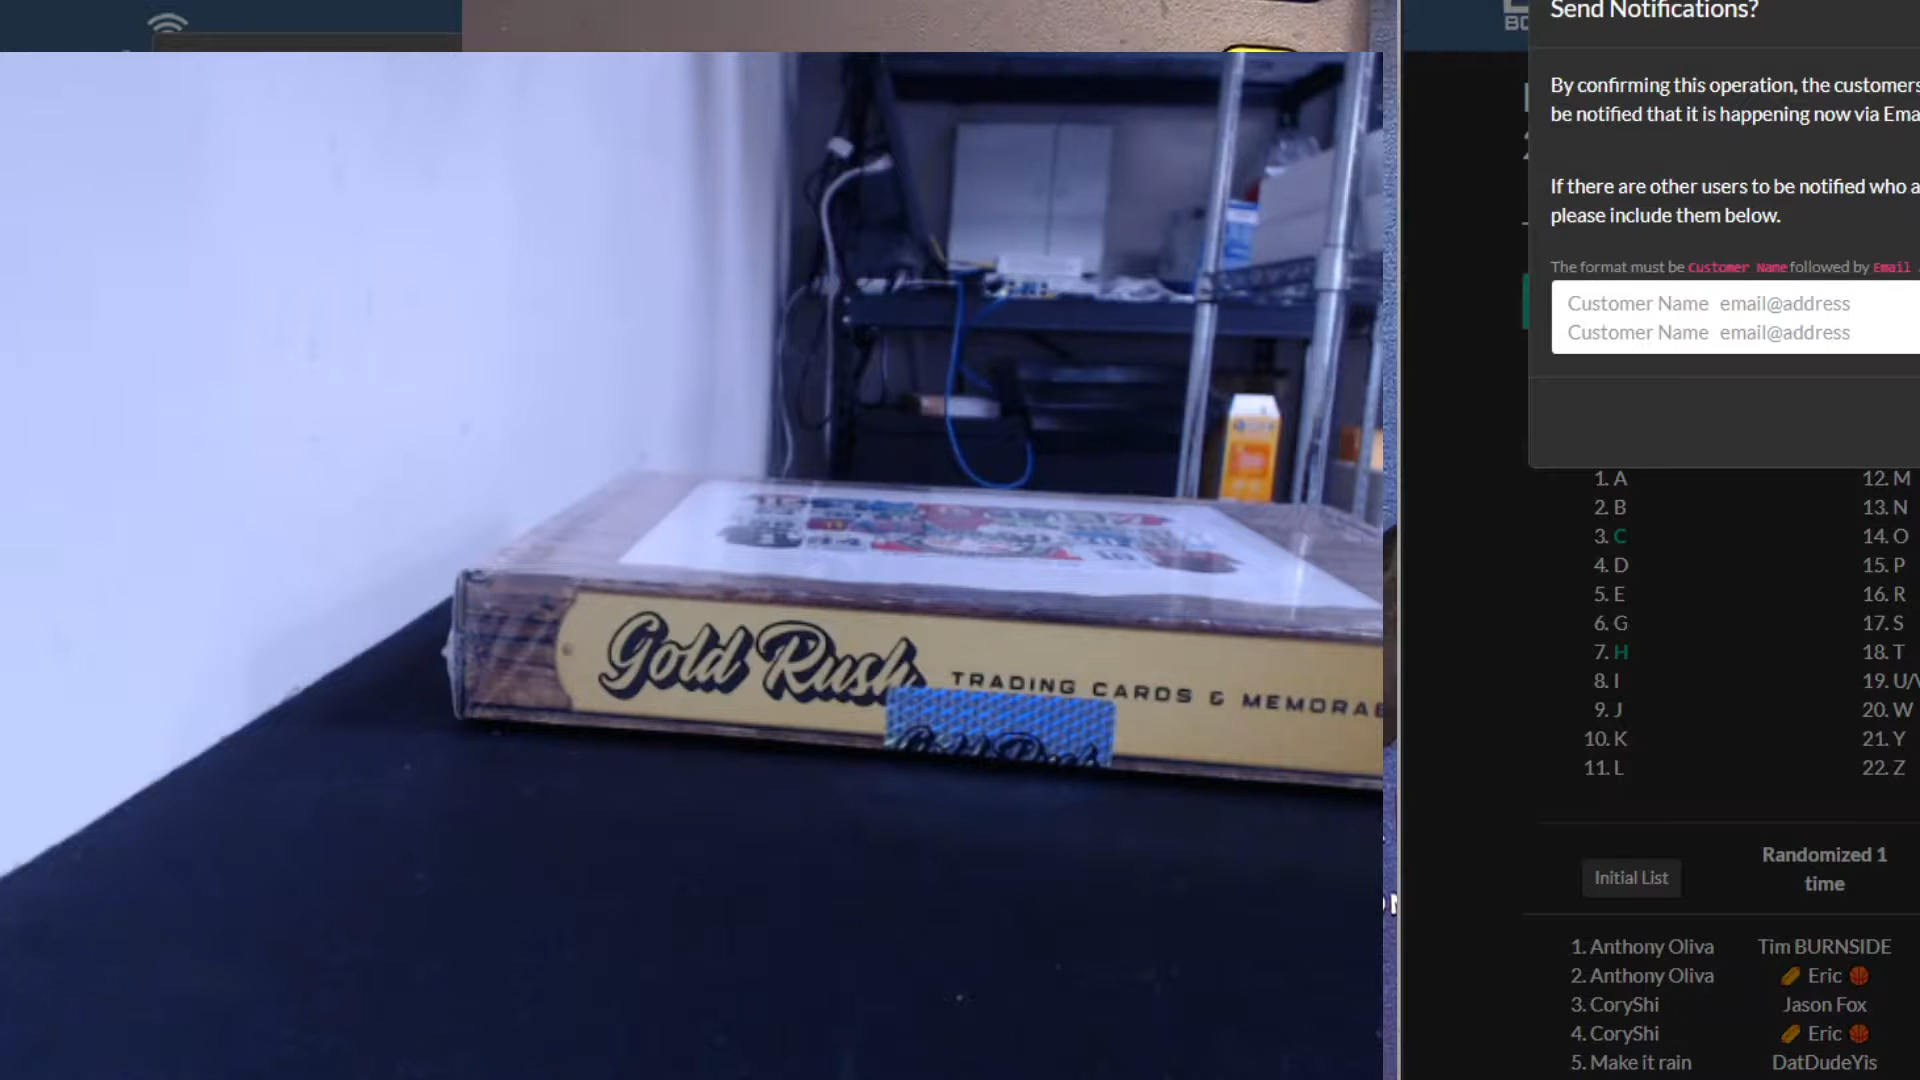 Send Notifications?
By confirming this operation, the customers
be notified that it is happening now via Ema
If there are other users to be notified who a
please include them below.
The format must be Customer Name followed by Email
Customer Name email@address
Customer Name email@address
1. A
2. B
3. C
4. D
5. E
6. G
7. H
8. I
9. J
10. K
11. L
12. M
13. N
14. O
15. P
16. R
17. S
18. T
19. U/V
20. W
21. Y
22. Z
Gold Rush TRADING CARDS & MEMORAB
Gold Rush
Initial List
Randomized 1
time
1. Anthony Oliva Tim BURNSIDE
2. Anthony Oliva Eric
3. CoryShi Jason Fox
4. CoryShi Eric
5. Make it rain DatDudeYis